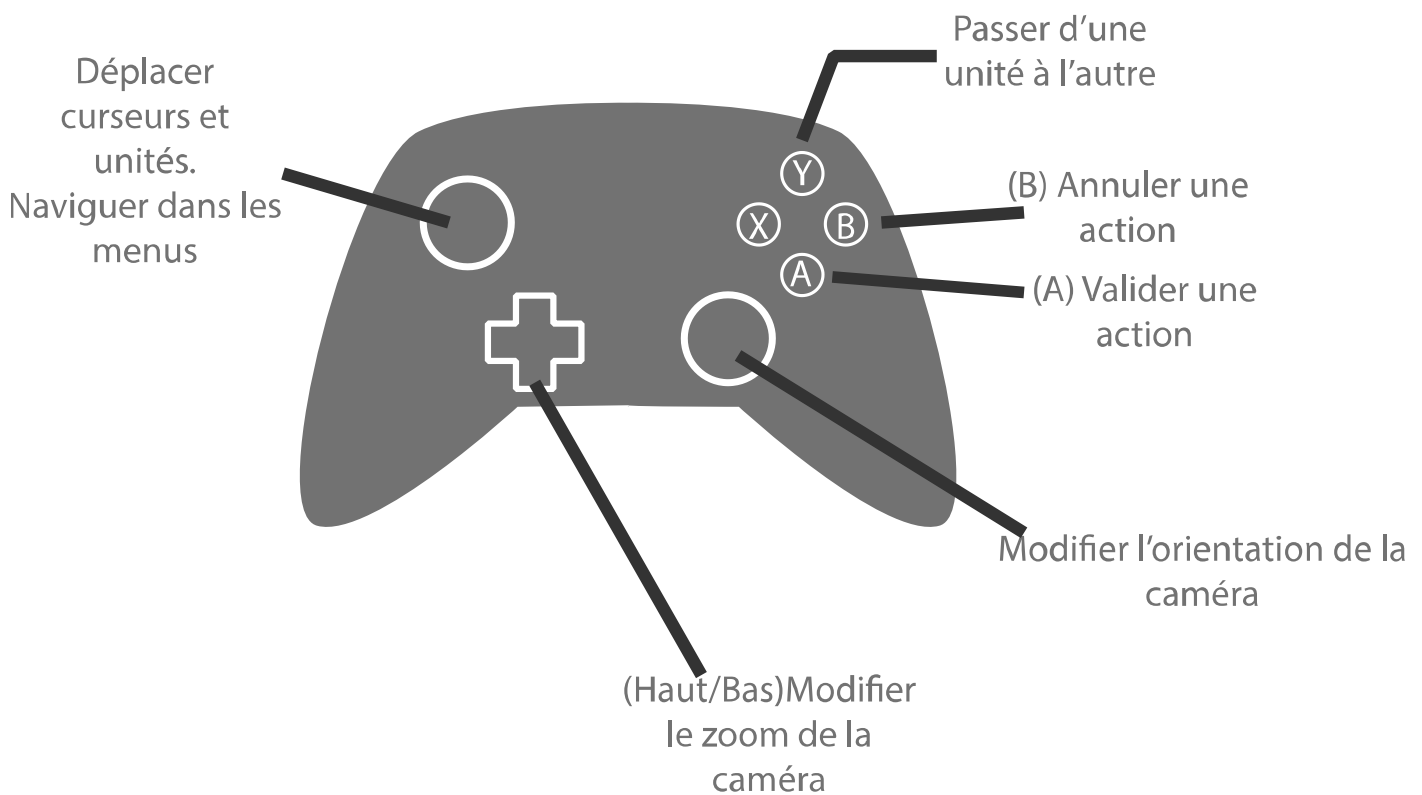 Passer d’une
unité à l’autre
Déplacer
curseurs et
unités.
Naviguer dans les
menus
Y
X
B
A
(B) Annuler une
action
(A) Valider une
action
Modifier l’orientation de la
caméra
(Haut/Bas)Modifier
le zoom de la
caméra